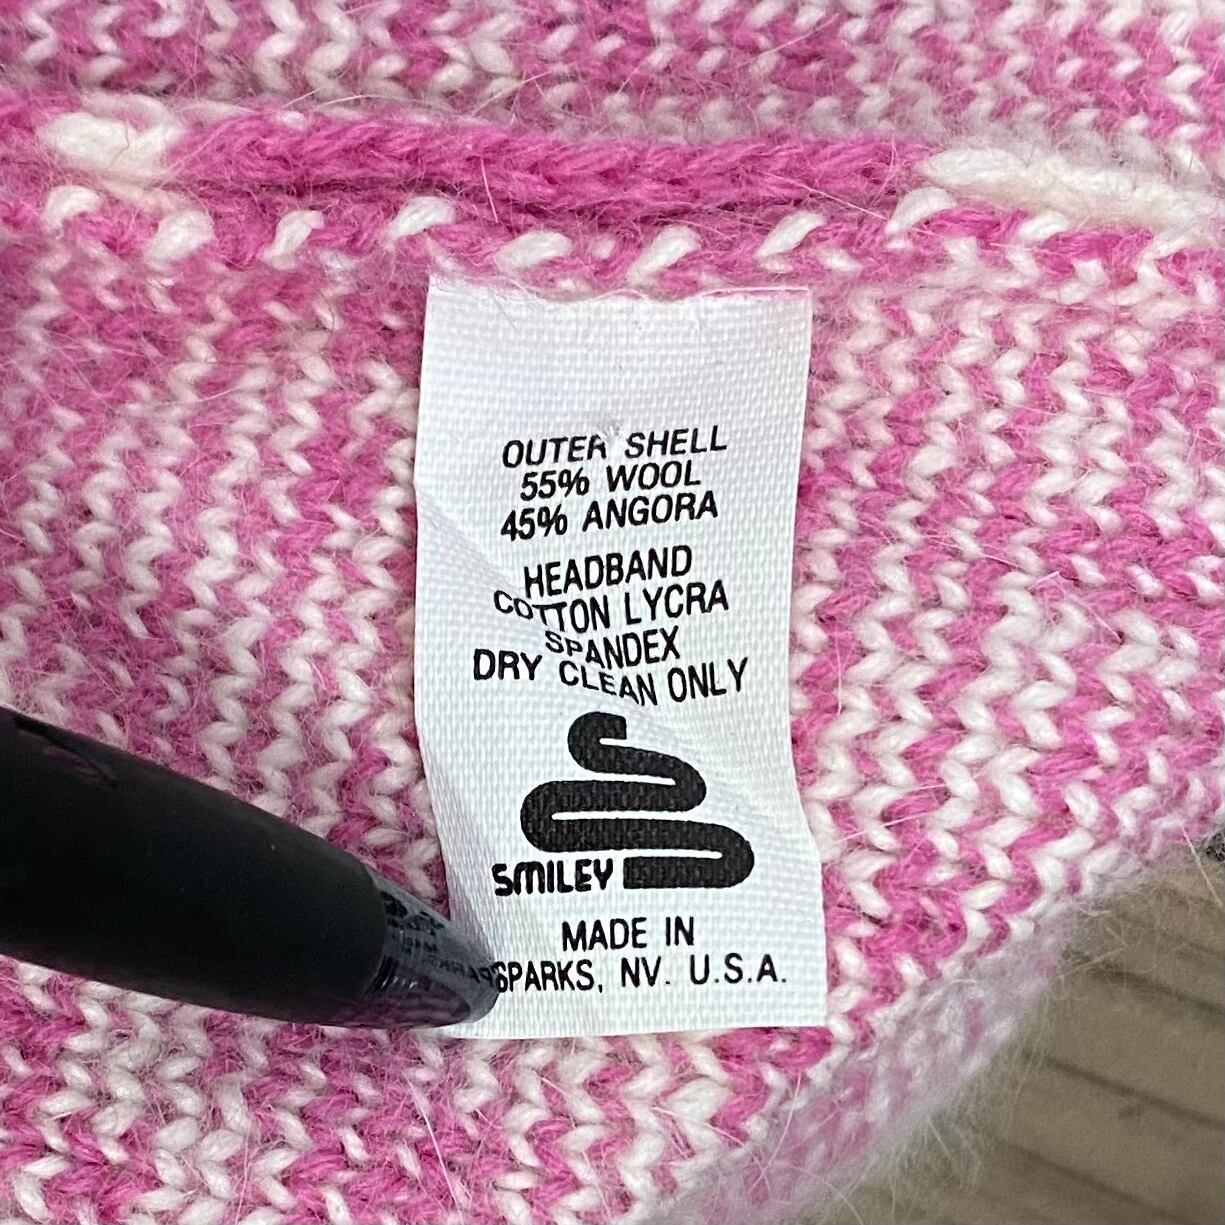 OUTER SHELL
55% WOOL
45% ANGORA
HEADBAND
COTTON LYCRA
SPANDEX
DRY CLEAN ONLY
SMILEY
MADE IN
SPARKS, NV. U.S.A.